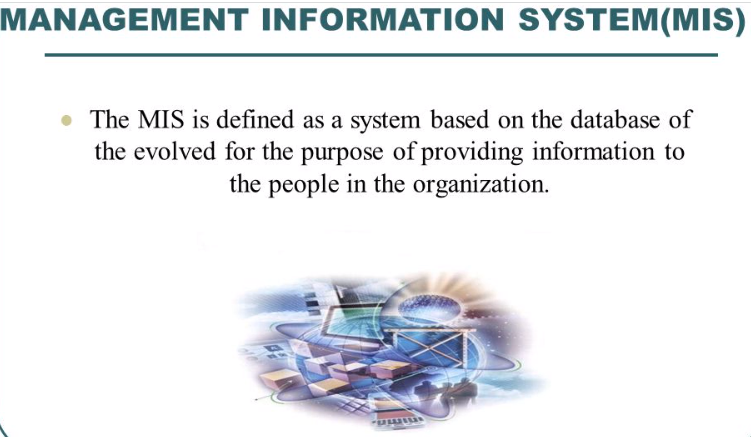 MANAGEMENT INFORMATION SYSTEM(MIS)
The MIS is defined as a system based on the database of
the evolved for the purpose of providing information to
the people in the organization.